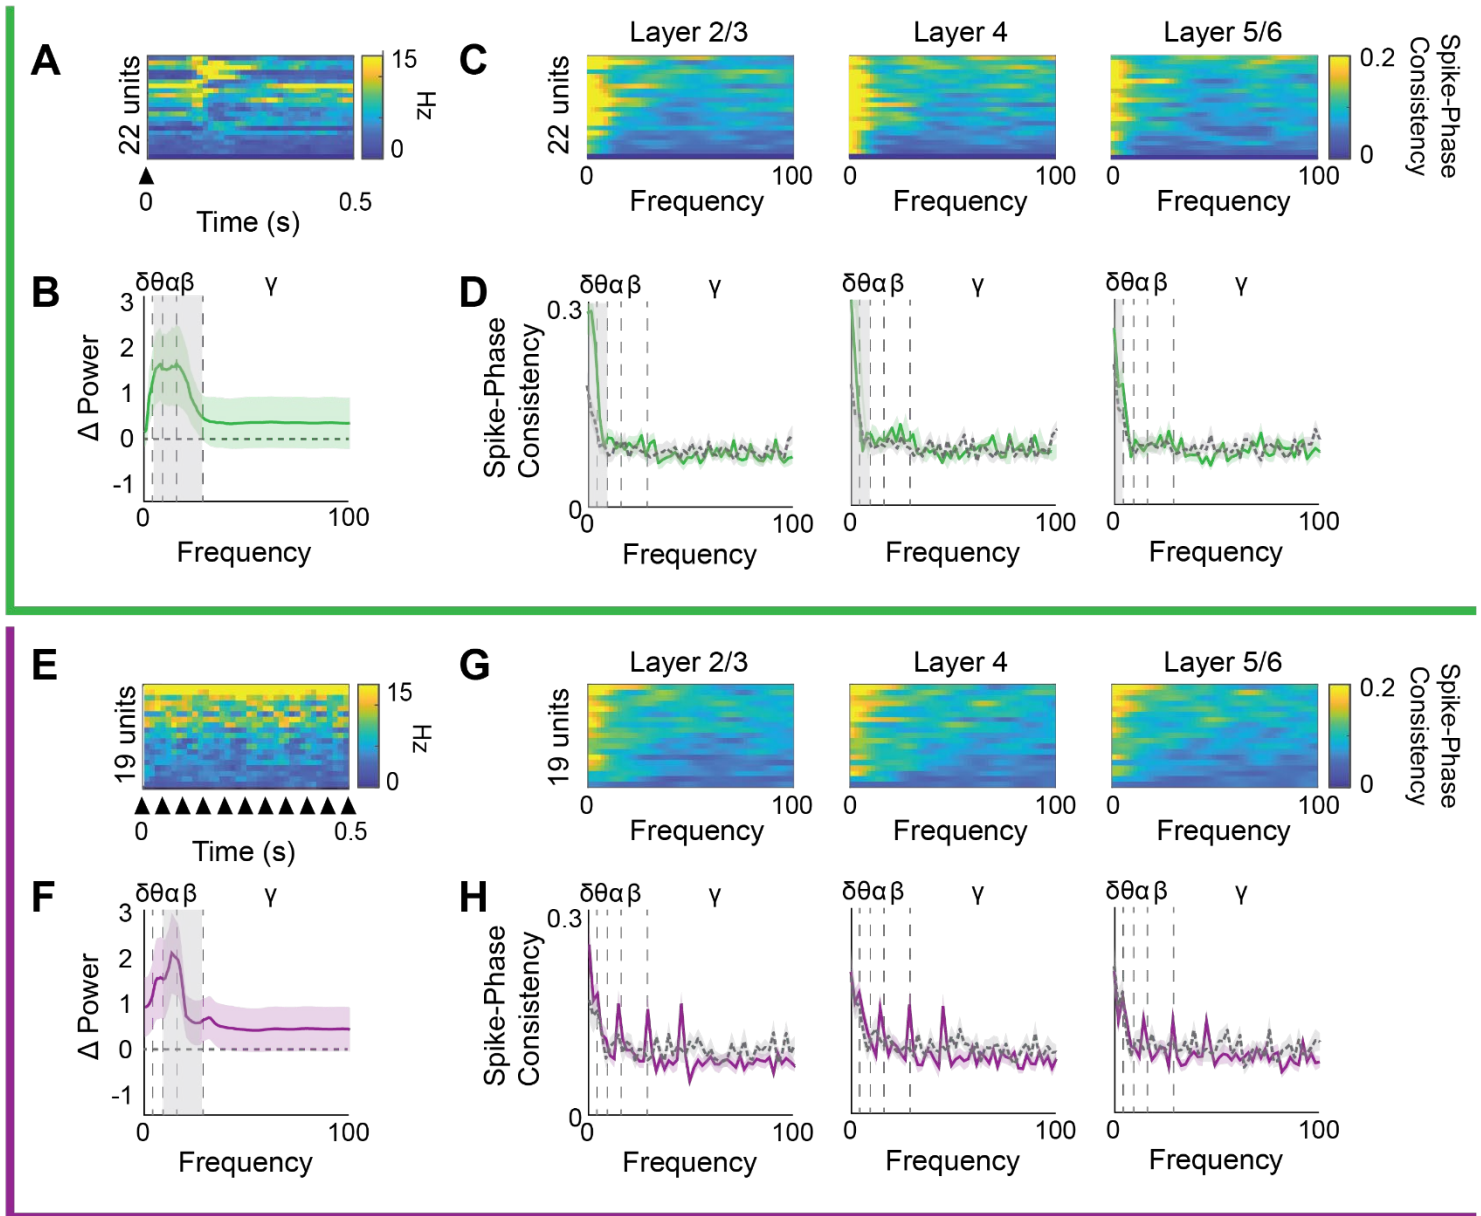 A
22 units
15
Hz
0
0
0.5
Time (s)
C
Layer 2/3
Layer 4
Layer 5/6
22 units
0
100
Frequency
0
100
Frequency
0
100
Frequency
0.2
0
Spike-Phase
Consistency
B
δθαβ
γ
Δ Power
3
2
1
0
-1
0
100
Frequency
D
Spike-Phase
Consistency
0.3
0
δθαβ
γ
0
100
Frequency
δθαβ
γ
0
100
Frequency
δθαβ
γ
0
100
Frequency
E
19 units
15
Hz
0
0
0.5
Time (s)
G
Layer 2/3
Layer 4
Layer 5/6
19 units
0
100
Frequency
0
100
Frequency
0
100
Frequency
0.2
0
Spike-Phase
Consistency
F
δθαβ
γ
Δ Power
3
2
1
0
-1
0
100
Frequency
H
Spike-Phase
Consistency
0.3
0
δθαβ
γ
0
100
Frequency
δθαβ
γ
0
100
Frequency
δθαβ
γ
0
100
Frequency